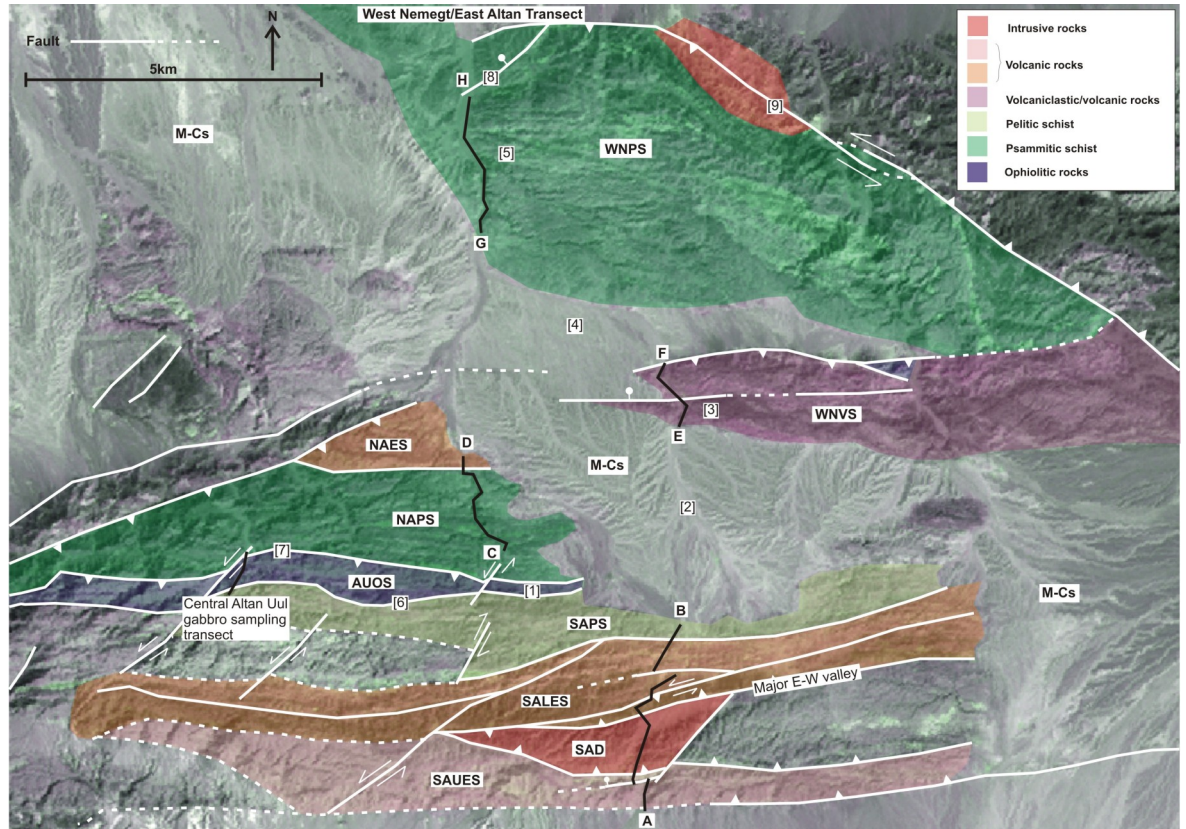 West Nemegt/East Altan Transect
N
Fault
5km
Intrusive rocks
Volcanic rocks
Volcaniclastic/volcanic rocks
Pelitic schist
Psammitic schist
Ophiolitic rocks
H
[8]
[9]
M-Cs
[5]
WNPS
G
[4]
F
[3]
WNVS
E
NAES
D
M-Cs
[2]
NAPS
C
[7]
AUOS
[6]
[1]
Central Altan Uul
gabbro sampling
transect
B
M-Cs
SAPS
SALES
Major E-W valley
SAD
SAUES
A